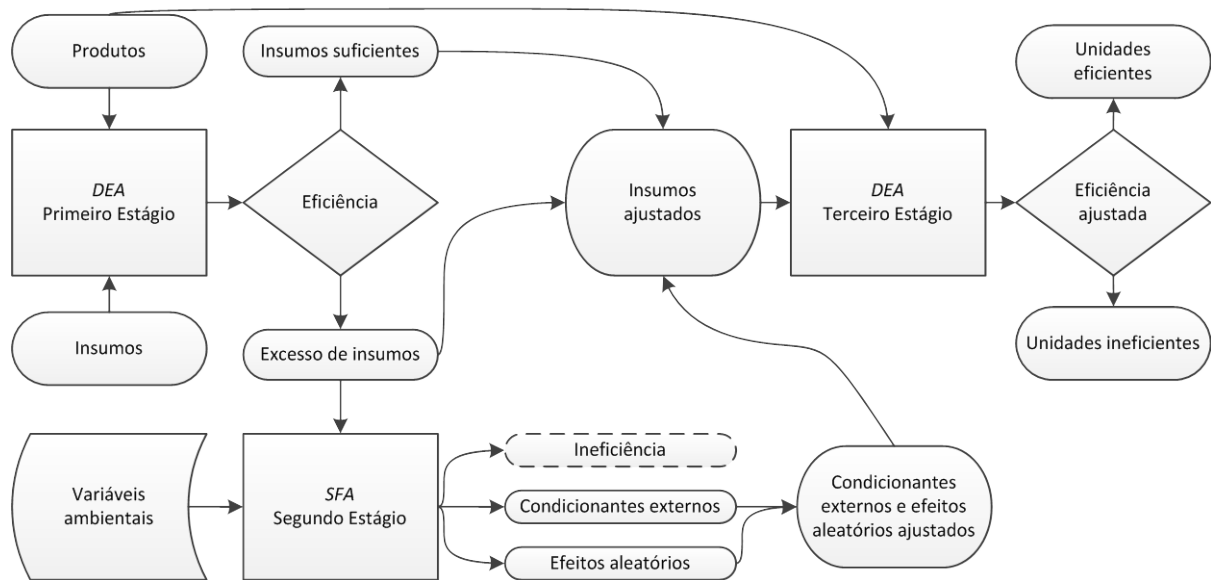 Produtos
Insumos suficientes
Unidades
eficientes
DEA
Primeiro Estágio
Eficiência
Insumos
ajustados
DEA
Terceiro Estágio
Eficiência
ajustada
Insumos
Excesso de insumos
Unidades ineficientes
Variáveis
ambientais
SFA
Segundo Estágio
Ineficiência
Condicionantes externos
Efeitos aleatórios
Condicionantes
externos e efeitos
aleatórios ajustados